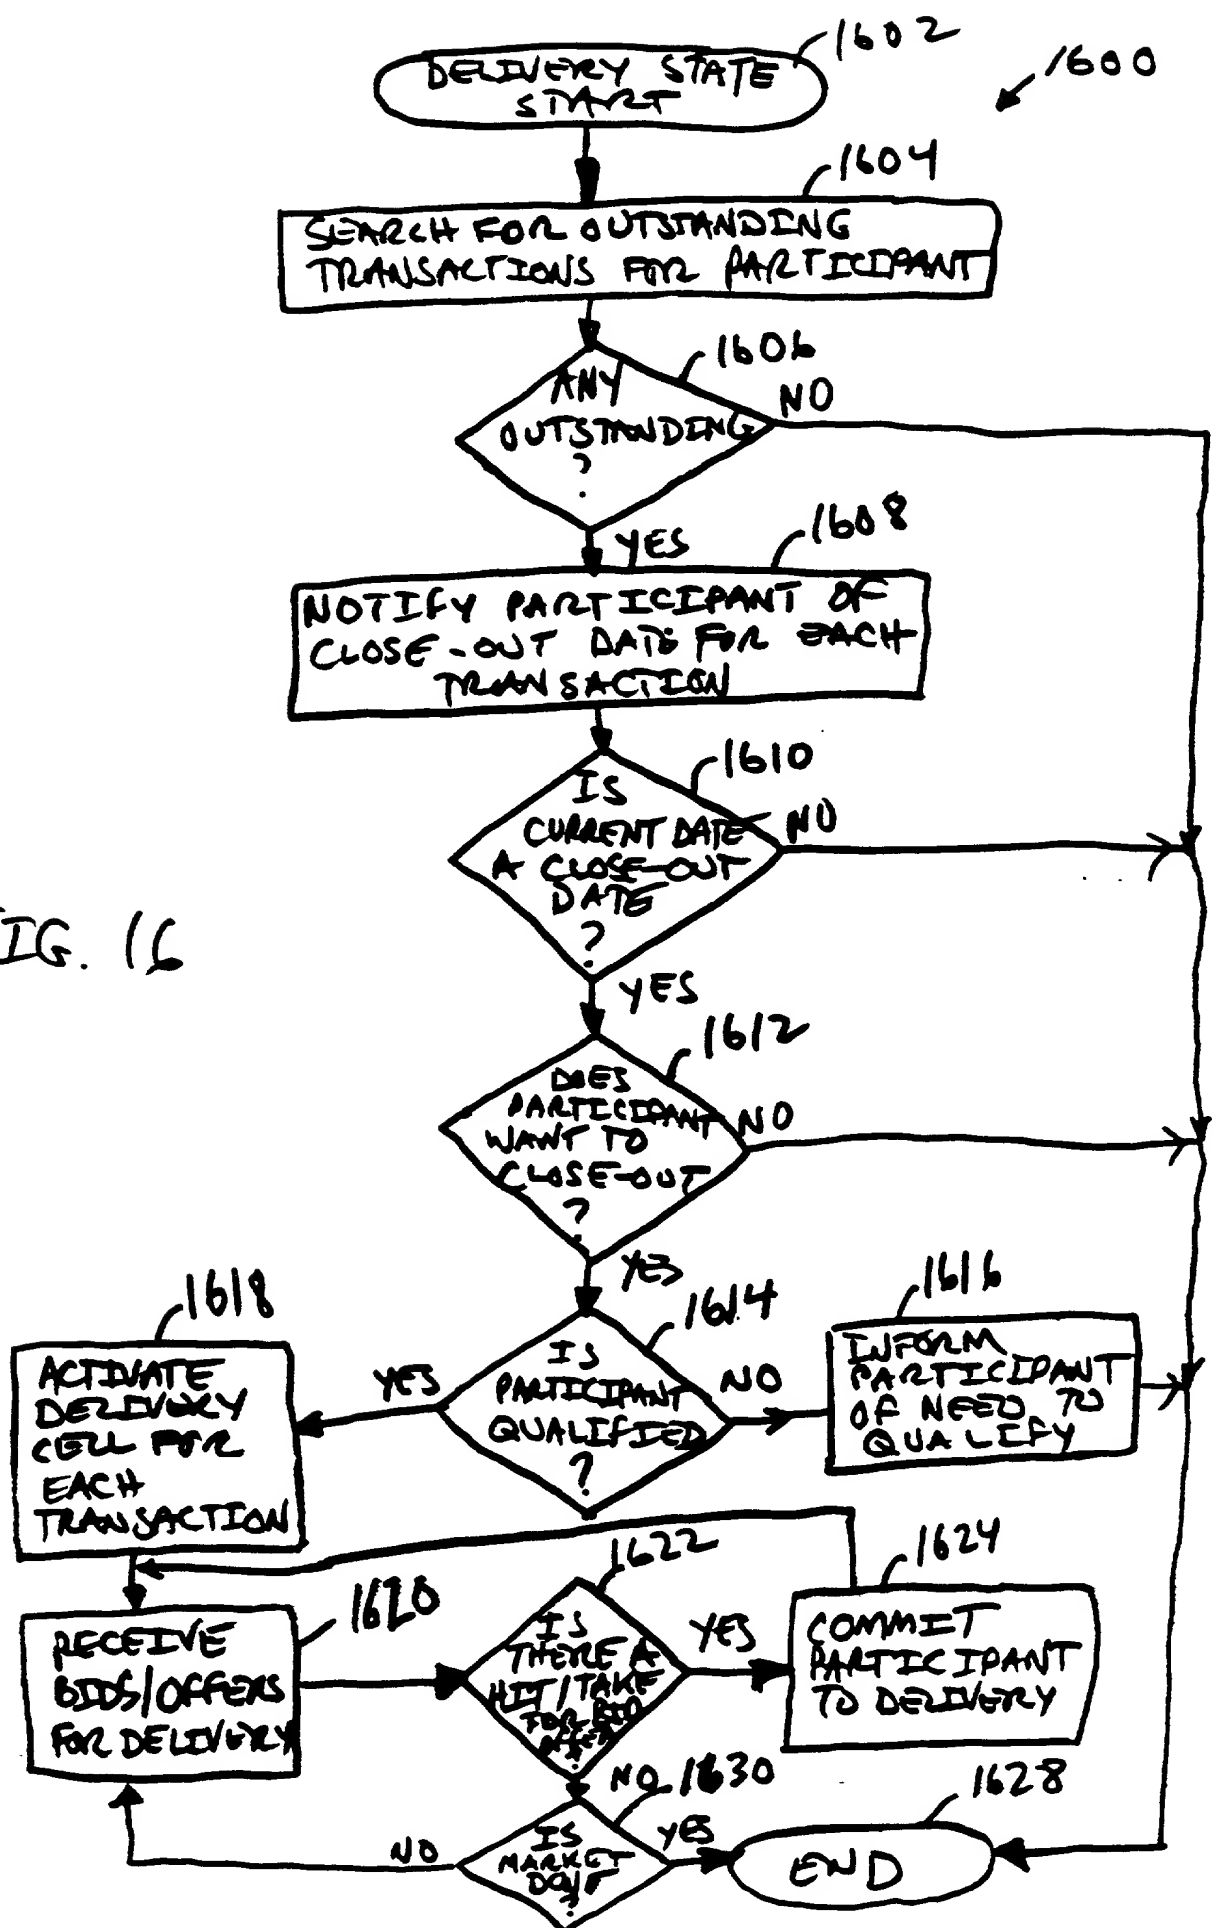 1602
1600
DELIVERY STATE
START
1604
SEARCH FOR OUTSTANDING
TRANSACTIONS FOR PARTICIPANT
1606
ANY
OUTSTANDING
?
NO
YES
1608
NOTIFY PARTICIPANT OF
CLOSE-OUT DATE FOR EACH
TRANSACTION
1610
IS
CURRENT DATE
A CLOSE-OUT
DATE
?
NO
FIG. 16
YES
1612
DOES
PARTICIPANT
WANT TO
CLOSE-OUT
?
NO
YES
1614
IS
PARTICIPANT
QUALIFIED
?
YES
NO
1616
INFORM
PARTICIPANT
OF NEED TO
QUALIFY
1618
ACTIVATE
DELIVERY
CELL FOR
EACH
TRANSACTION
1620
RECEIVE
BIDS/OFFERS
FOR DELIVERY
1622
IS
THERE A
HIT/TAKE
FOR BID
?
YES
1624
COMMIT
PARTICIPANT
TO DELIVERY
NO
1630
IS
MARKET
?
NO
YES
1628
END